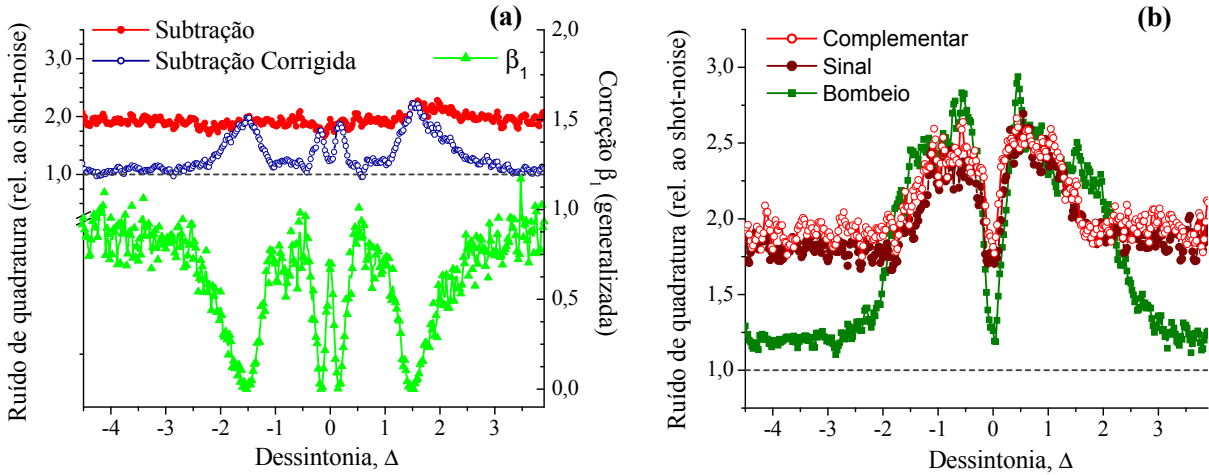 (a)
Subtração
Subtração Corrigida
β1
Ruído de quadratura (rel. ao shot-noise)
3,0
2,0
1,0
2,0
1,5
1,0
0,5
0,0
Correção β1 (generalizada)
-4 -3 -2 -1 0 1 2 3
Dessintonia, Δ
(b)
Complementar
Sinal
Bombeio
Ruído de quadratura (rel. ao shot-noise)
3,0
2,5
2,0
1,5
1,0
-4 -3 -2 -1 0 1 2 3
Dessintonia, Δ